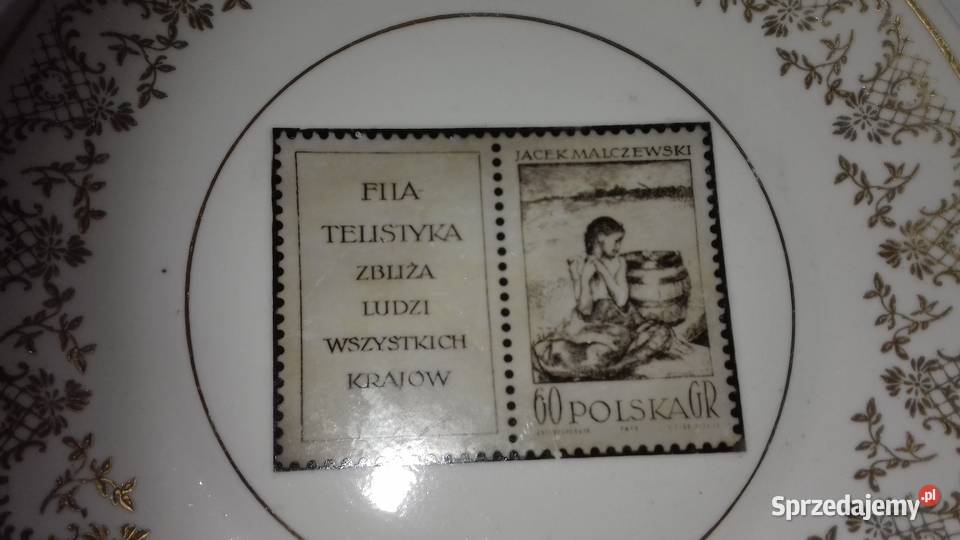 FILA-
TELISTYKA
ZBLIŻA
LUDZI
WSZYSTKICH
KRAJÓW
JACEK MALCZEWSKI
60 POLSKA GR
Sprzedajemy.pl